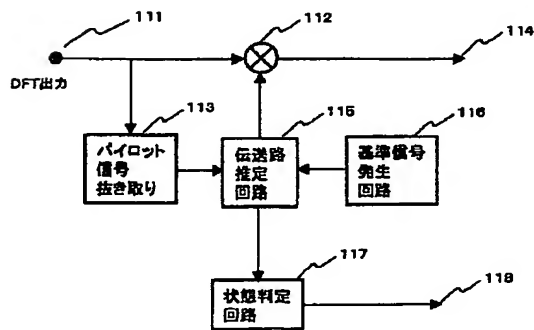 111
112
114
DFT出力
113
115
116
パイロット
信号
抜き取り
伝送路
推定
回路
基準信号
発生
回路
117
状態判定
回路
118